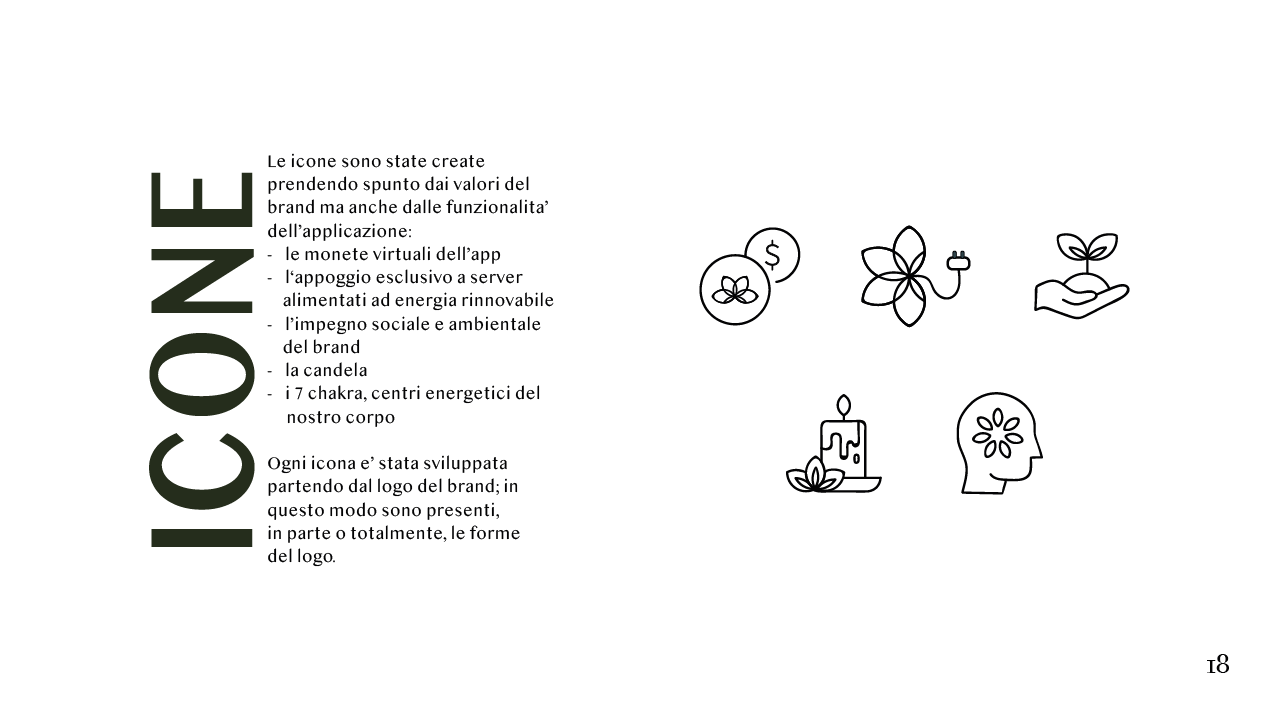 ICONE
Le icone sono state create
prendendo spunto dai valori del
brand ma anche dalle funzionalita’
dell’applicazione:
- le monete virtuali dell’app
- l‘appoggio esclusivo a server
alimentati ad energia rinnovabile
- l’impegno sociale e ambientale
del brand
- la candela
- i 7 chakra, centri energetici del
nostro corpo
Ogni icona e’ stata sviluppata
partendo dal logo del brand; in
questo modo sono presenti,
in parte o totalmente, le forme
del logo.
$
18